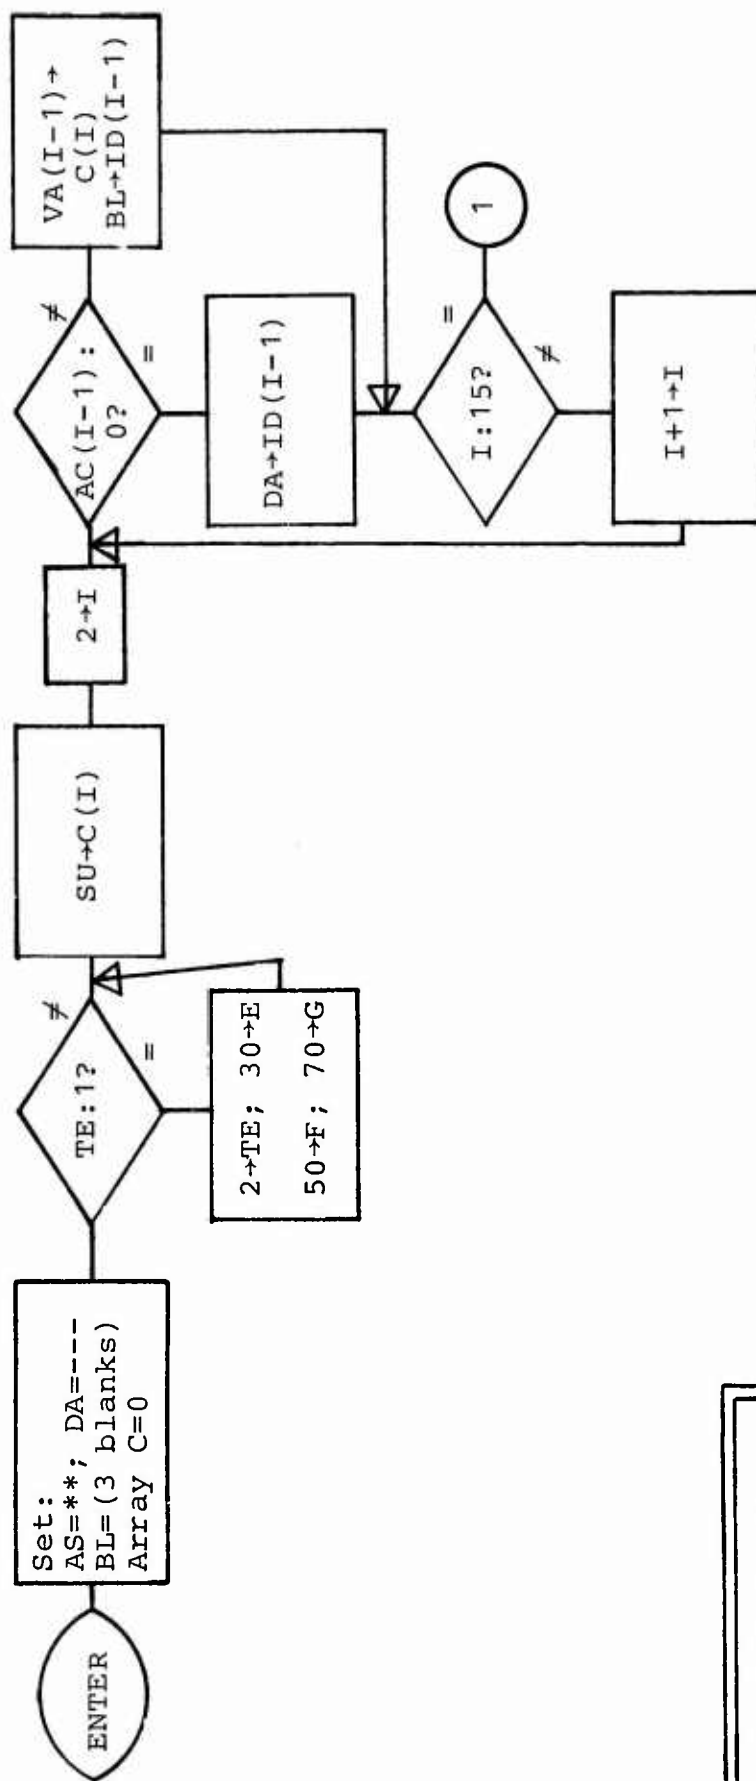 ENTER
Set:
AS=**; DA=---
BL=(3 blanks)
Array C=0
TE:1?
≠
=
2→TE; 30→E
50→F; 70→G
SU→C(I)
2→I
AC(I-1):
0?
≠
=
VA(I-1)→
C(I)
BL→ID(I-1)
DA→ID(I-1)
I:15?
=
≠
1
I+1→I